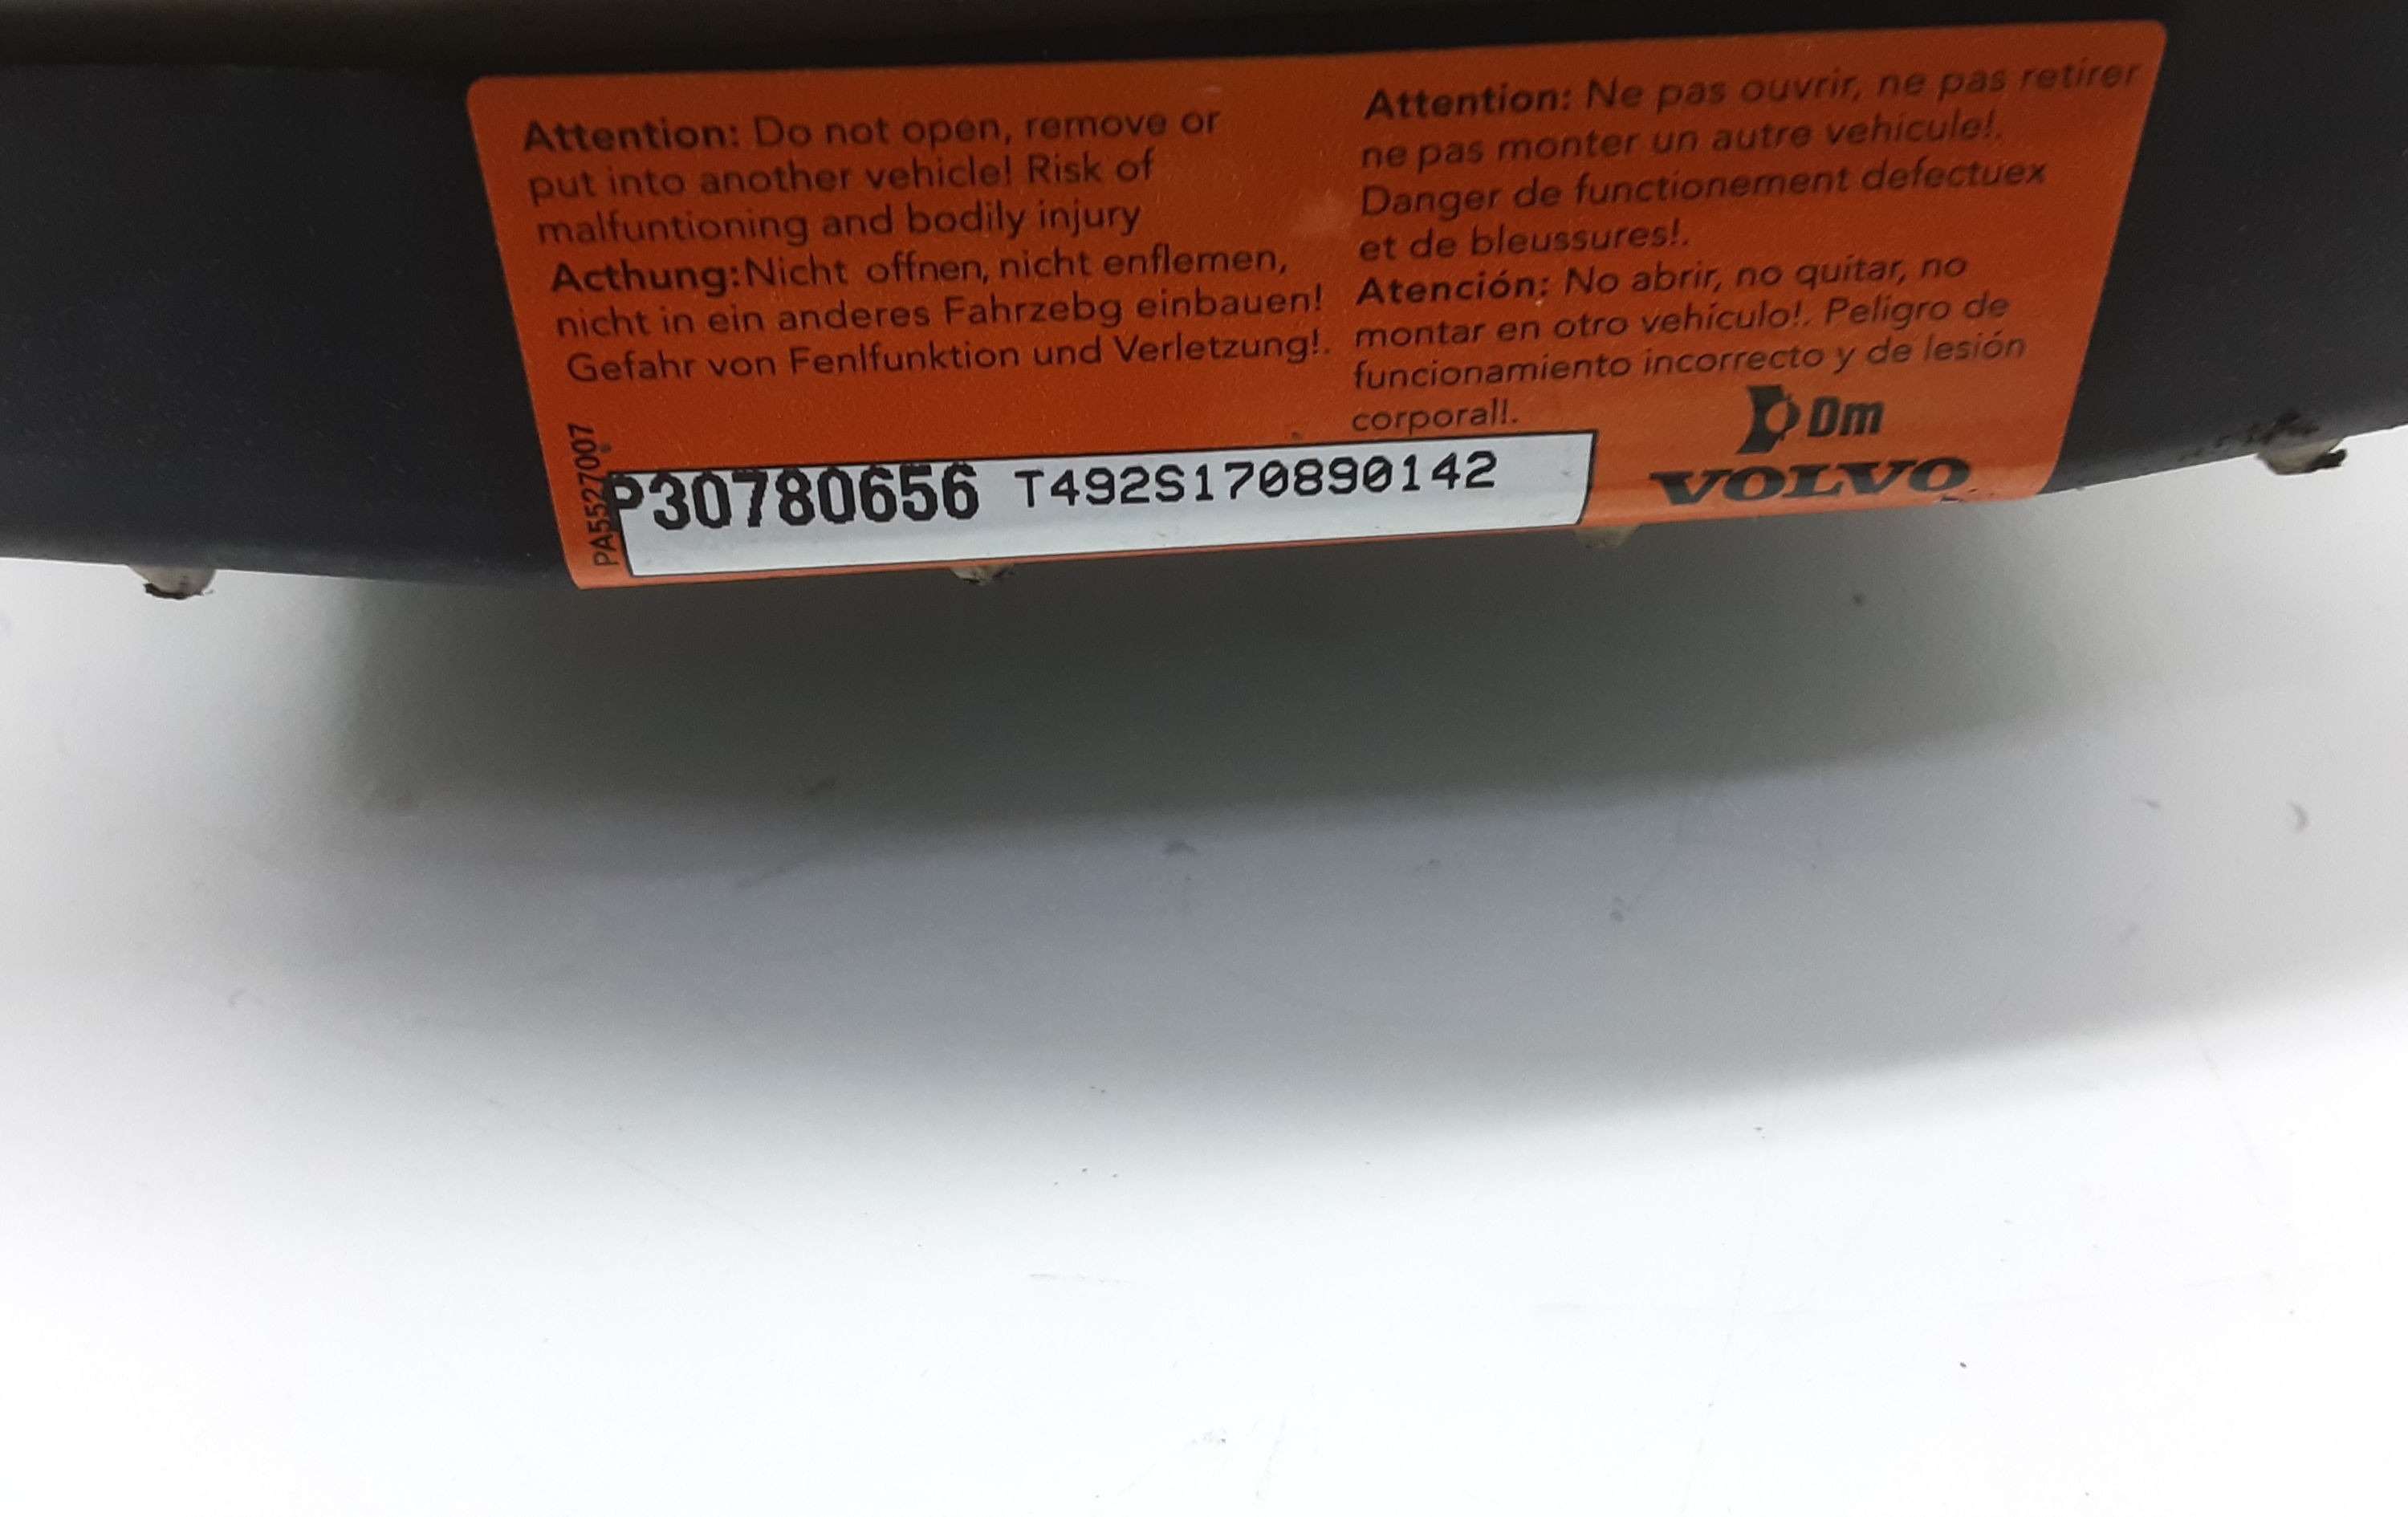 Attention: Do not open, remove or
put into another vehicle! Risk of
malfuntioning and bodily injury
Acthung:Nicht offnen, nicht enflemen,
nicht in ein anderes Fahrzebg einbauen!
Gefahr von Fenlfunktion und Verletzung!.
Attention: Ne pas ouvrir, ne pas retirer
ne pas monter un autre vehicule!.
Danger de functionement defectuex
et de bleussures!.
Atención: No abrir, no quitar, no
montar en otro vehículo!. Peligro de
funcionamiento incorrecto y de lesión
corporal!.
PA5527007
P30780656 T492S170890142
Dm
VOLVO